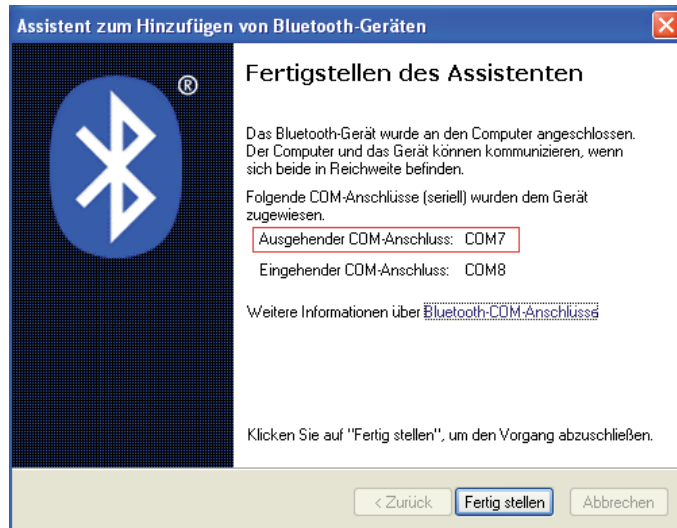 Assistent zum Hinzufügen von Bluetooth-Geräten
®
Fertigstellen des Assistenten
Das Bluetooth-Gerät wurde an den Computer angeschlossen.
Der Computer und das Gerät können kommunizieren, wenn
sich beide in Reichweite befinden.
Folgende COM-Anschlüsse (seriell) wurden dem Gerät
zugewiesen.
Ausgehender COM-Anschluss: COM7
Eingehender COM-Anschluss: COM8
Weitere Informationen über Bluetooth-COM-Anschlüsse
Klicken Sie auf "Fertig stellen", um den Vorgang abzuschließen.
< Zurück Fertig stellen Abbrechen